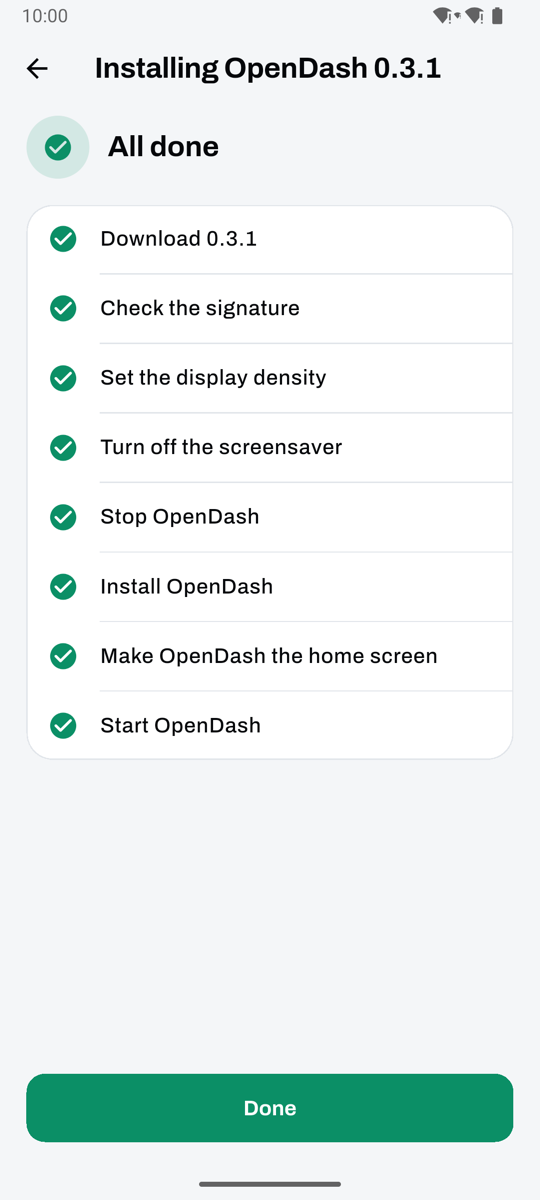 10:00
Installing OpenDash 0.3.1
All done
Download 0.3.1
Check the signature
Set the display density
Turn off the screensaver
Stop OpenDash
Install OpenDash
Make OpenDash the home screen
Start OpenDash
Done